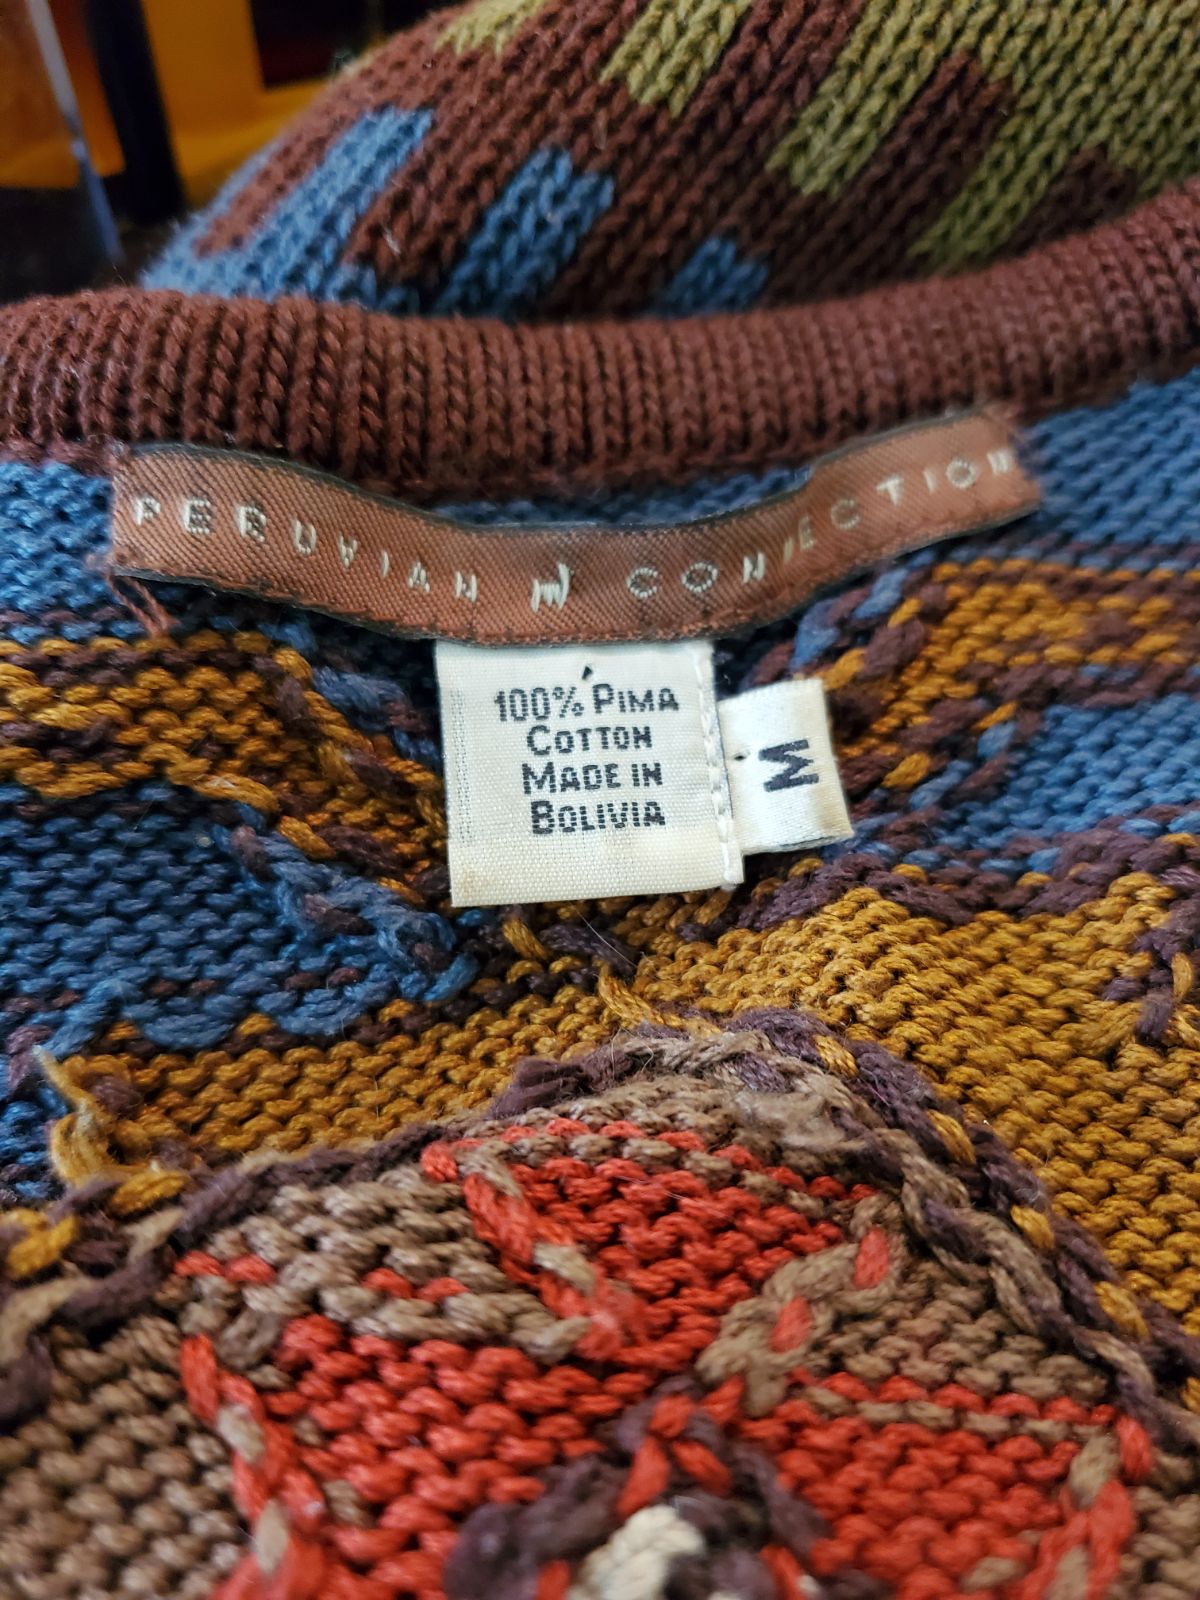 PERUVIAN CONNECTION
100% PIMA
COTTON
MADE IN
BOLIVIA
M